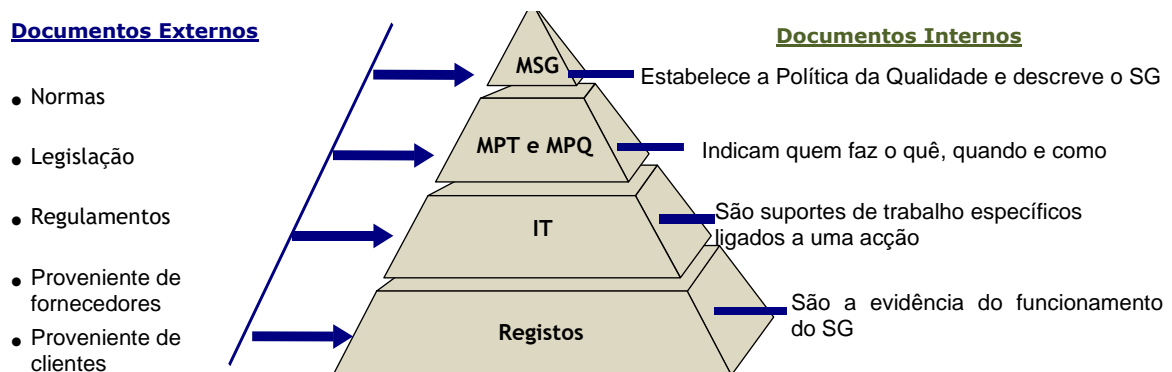 Documentos Externos
● Normas
● Legislação
● Regulamentos
● Proveniente de
fornecedores
● Proveniente de
clientes
MSG
MPT e MPQ
IT
Registos
Documentos Internos
Estabelece a Política da Qualidade e descreve o SG
Indicam quem faz o quê, quando e como
São suportes de trabalho específicos
ligados a uma acção
São a evidência do funcionamento
do SG